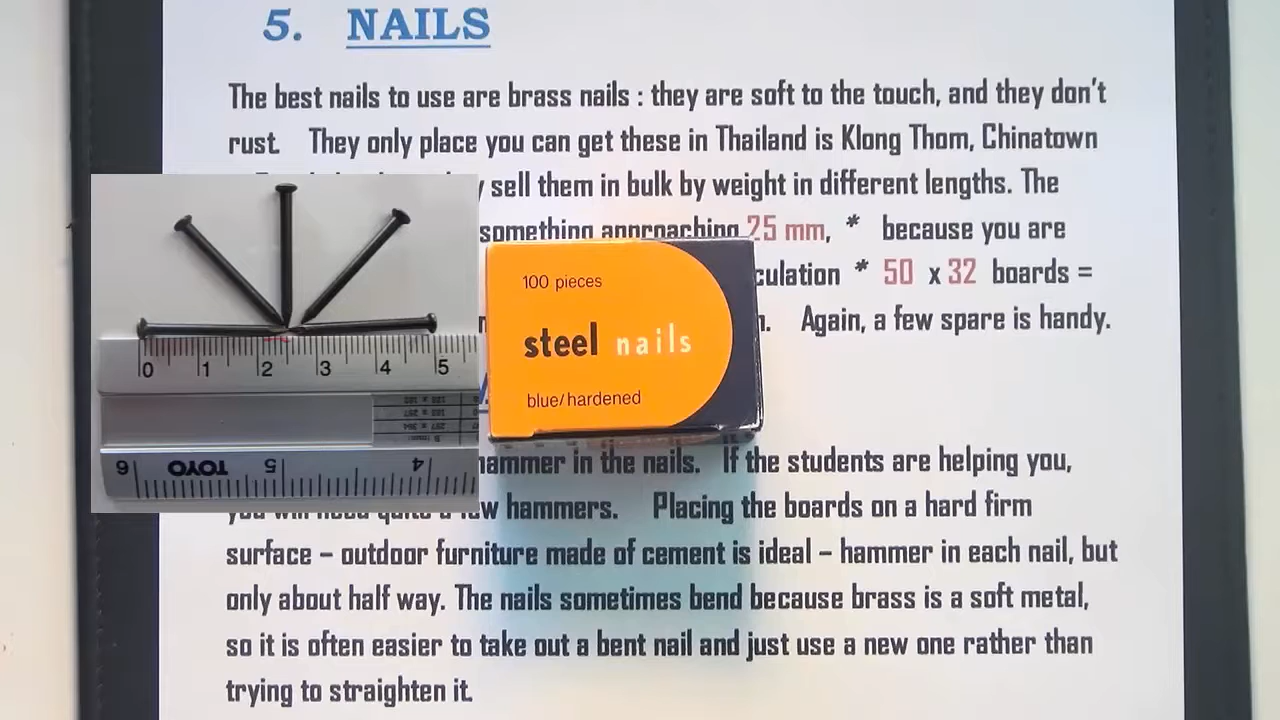 5. NAILS
The best nails to use are brass nails : they are soft to the touch, and they don't
rust. They only place you can get these in Thailand is Klong Thom, Chinatown
sell them in bulk by weight in different lengths. The
something approaching 25 mm, * because you are
culation * 50 x 32 boards =
Again, a few spare is handy.
100 pieces
steel nails
blue/hardened
0 1 2 3 4 5
6 TOYO 5 4
hammer in the nails. If the students are helping you,
you will need quite a few hammers. Placing the boards on a hard firm
surface – outdoor furniture made of cement is ideal – hammer in each nail, but
only about half way. The nails sometimes bend because brass is a soft metal,
so it is often easier to take out a bent nail and just use a new one rather than
trying to straighten it.